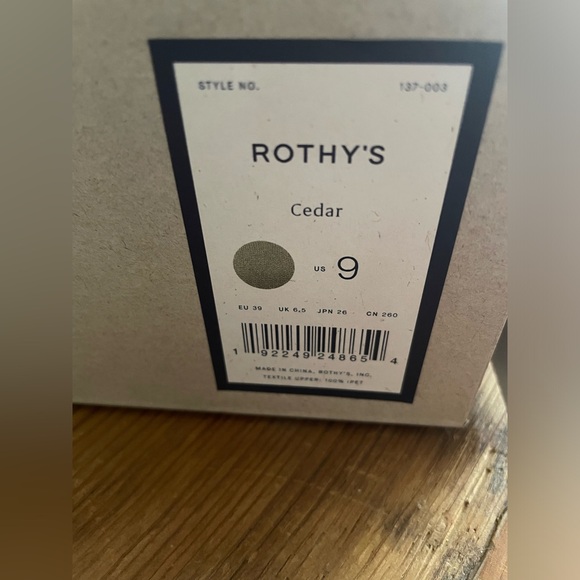 STYLE NO. 137-003
ROTHY'S
Cedar
US 9
EU 39 UK 6.5 JPN 26 CN 260
1 92249 24865 4
MADE IN CHINA. ROTHY'S, INC.
TEXTILE UPPER: 100% rPET